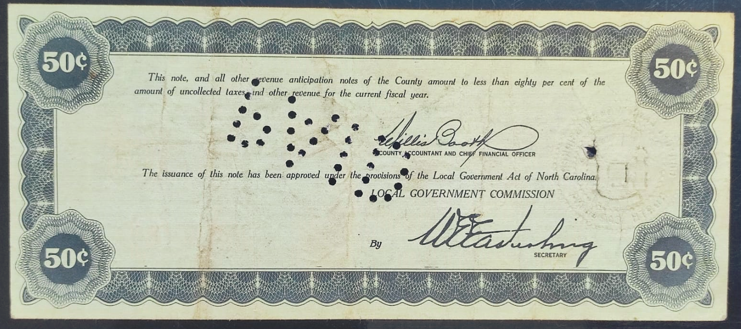 50¢ 50¢
This note, and all other revenue anticipation notes of the County amount to less than eighty per cent of the
amount of uncollected taxes and other revenue for the current fiscal year.
Willis Booth
COUNTY ACCOUNTANT AND CHIEF FINANCIAL OFFICER
The issuance of this note has been approved under the provisions of the Local Government Act of North Carolina.
LOCAL GOVERNMENT COMMISSION
By W E Easterling
SECRETARY
50¢ 50¢